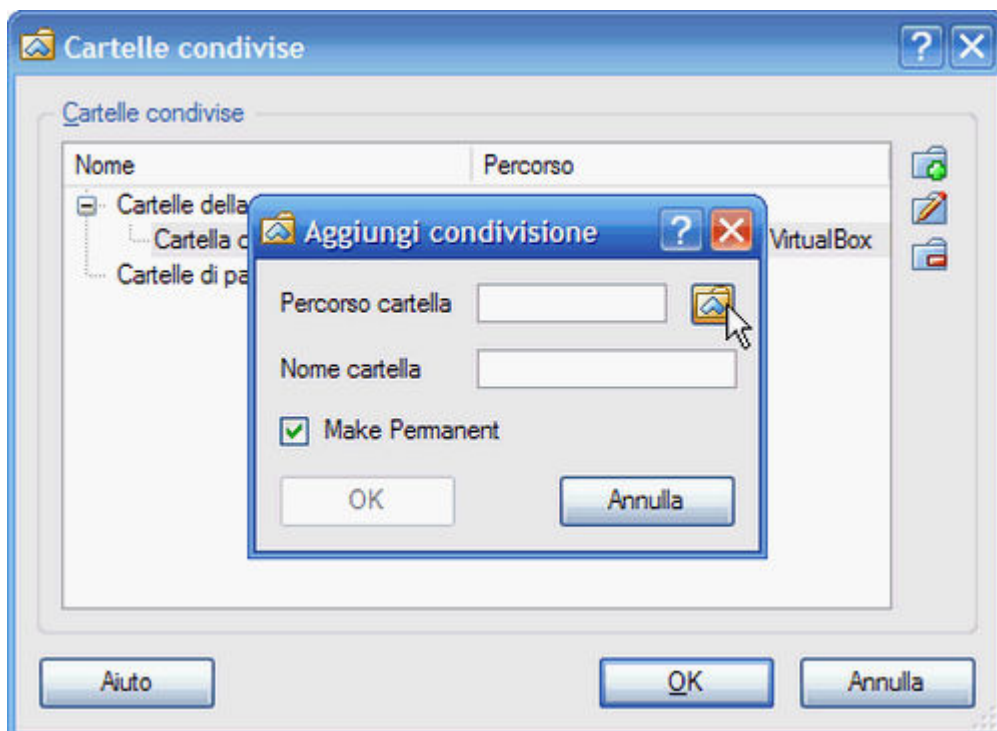 Cartelle condivise
Cartelle condivise
Nome Percorso
Cartelle della
Cartella c VirtualBox
Cartelle di pa
Aggiungi condivisione
Percorso cartella
Nome cartella
Make Permanent
OK Annulla
Aiuto OK Annulla